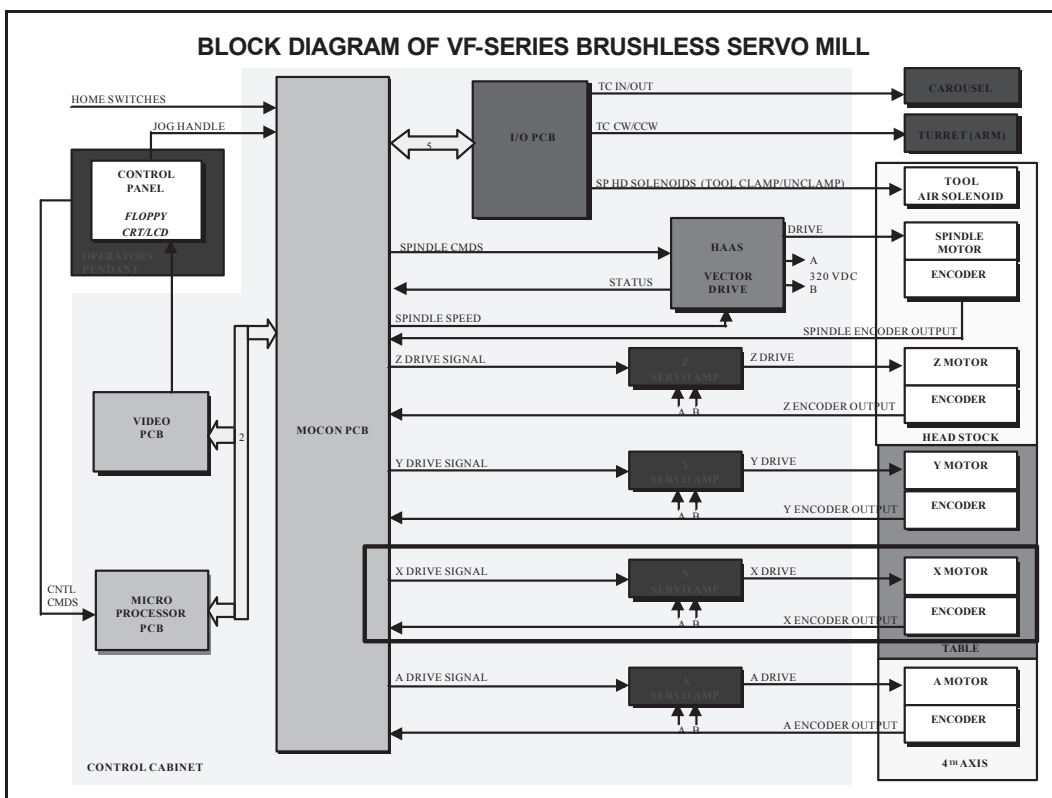 BLOCK DIAGRAM OF VF-SERIES BRUSHLESS SERVO MILL
HOME SWITCHES
JOG HANDLE
CONTROL
PANEL
FLOPPY
CRT/LCD
OPERATORS
PENDANT
VIDEO
PCB
2
CNTL
CMDS
MICRO
PROCESSOR
PCB
CONTROL CABINET
MOCON PCB
5
I/O PCB
TC IN/OUT
CAROUSEL
TC CW/CCW
TURRET (ARM)
SP HD SOLENOIDS (TOOL CLAMP/UNCLAMP)
TOOL
AIR SOLENOID
SPINDLE CMDS
STATUS
SPINDLE SPEED
HAAS
VECTOR
DRIVE
DRIVE
A
320 VDC
B
SPINDLE
MOTOR
ENCODER
SPINDLE ENCODER OUTPUT
Z DRIVE SIGNAL
Z
SERVO AMP
A B
Z DRIVE
Z ENCODER OUTPUT
Z MOTOR
ENCODER
HEAD STOCK
Y DRIVE SIGNAL
Y
SERVO AMP
A B
Y DRIVE
Y ENCODER OUTPUT
Y MOTOR
ENCODER
X DRIVE SIGNAL
X
SERVO AMP
A B
X DRIVE
X ENCODER OUTPUT
X MOTOR
ENCODER
TABLE
A DRIVE SIGNAL
A
SERVO AMP
A B
A DRIVE
A ENCODER OUTPUT
A MOTOR
ENCODER
4TH AXIS